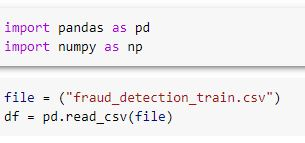 import pandas as pd
import numpy as np
file = ("fraud_detection_train.csv")
df = pd.read_csv(file)